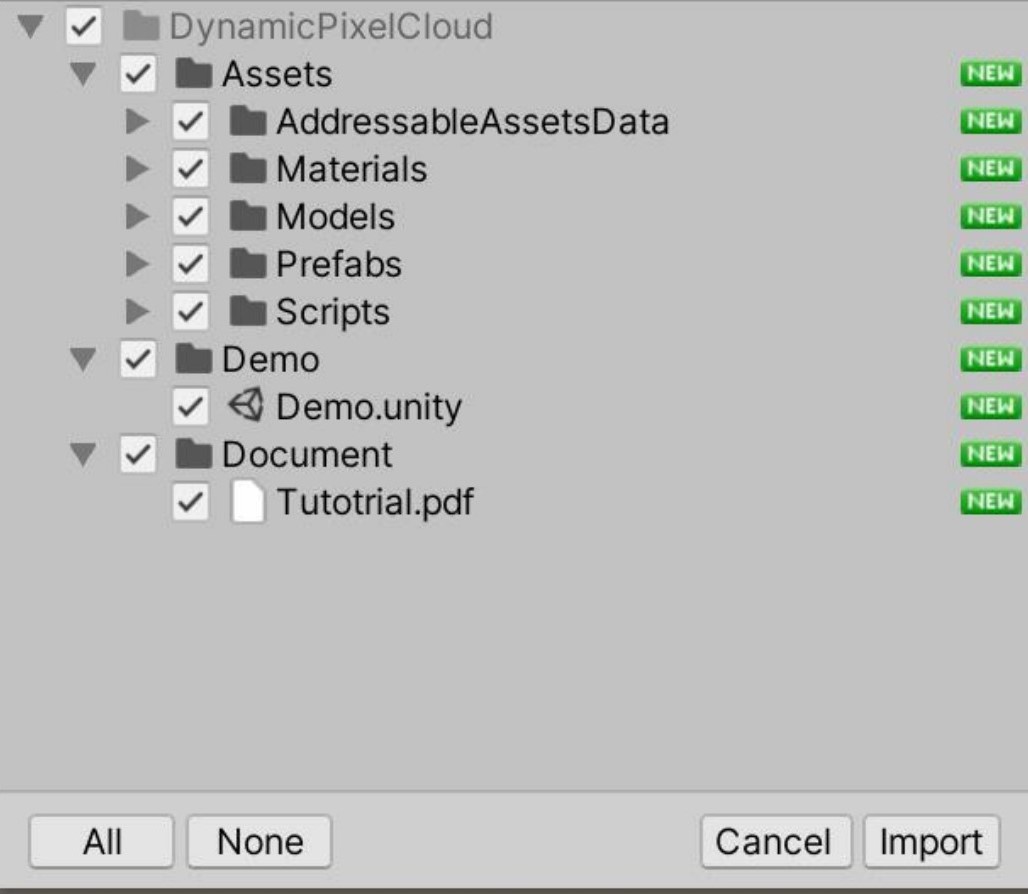 DynamicPixelCloud
Assets NEW
AddressableAssetsData NEW
Materials NEW
Models NEW
Prefabs NEW
Scripts NEW
Demo NEW
Demo.unity NEW
Document NEW
Tutotrial.pdf NEW
All None Cancel Import